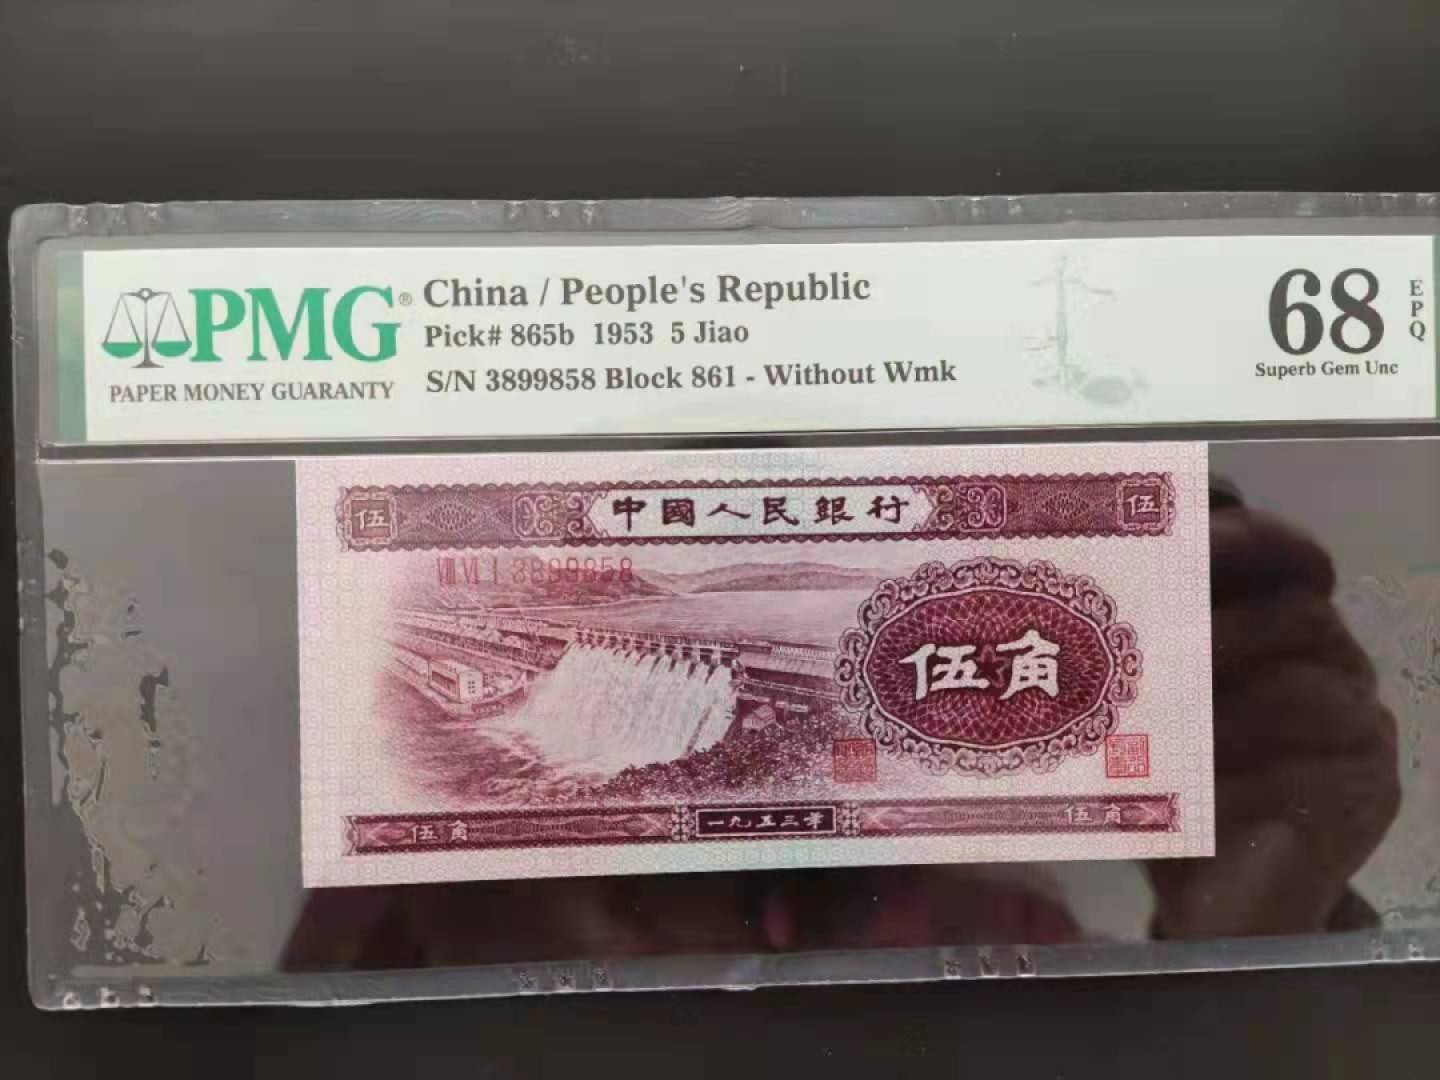 PMG®
PAPER MONEY GUARANTY
China / People's Republic
Pick# 865b 1953 5 Jiao
S/N 3899858 Block 861 - Without Wmk
68
EPQ
Superb Gem Unc
伍
中國人民銀行
伍
VIII VI I 3899858
伍角
伍角
一九五三年
伍角